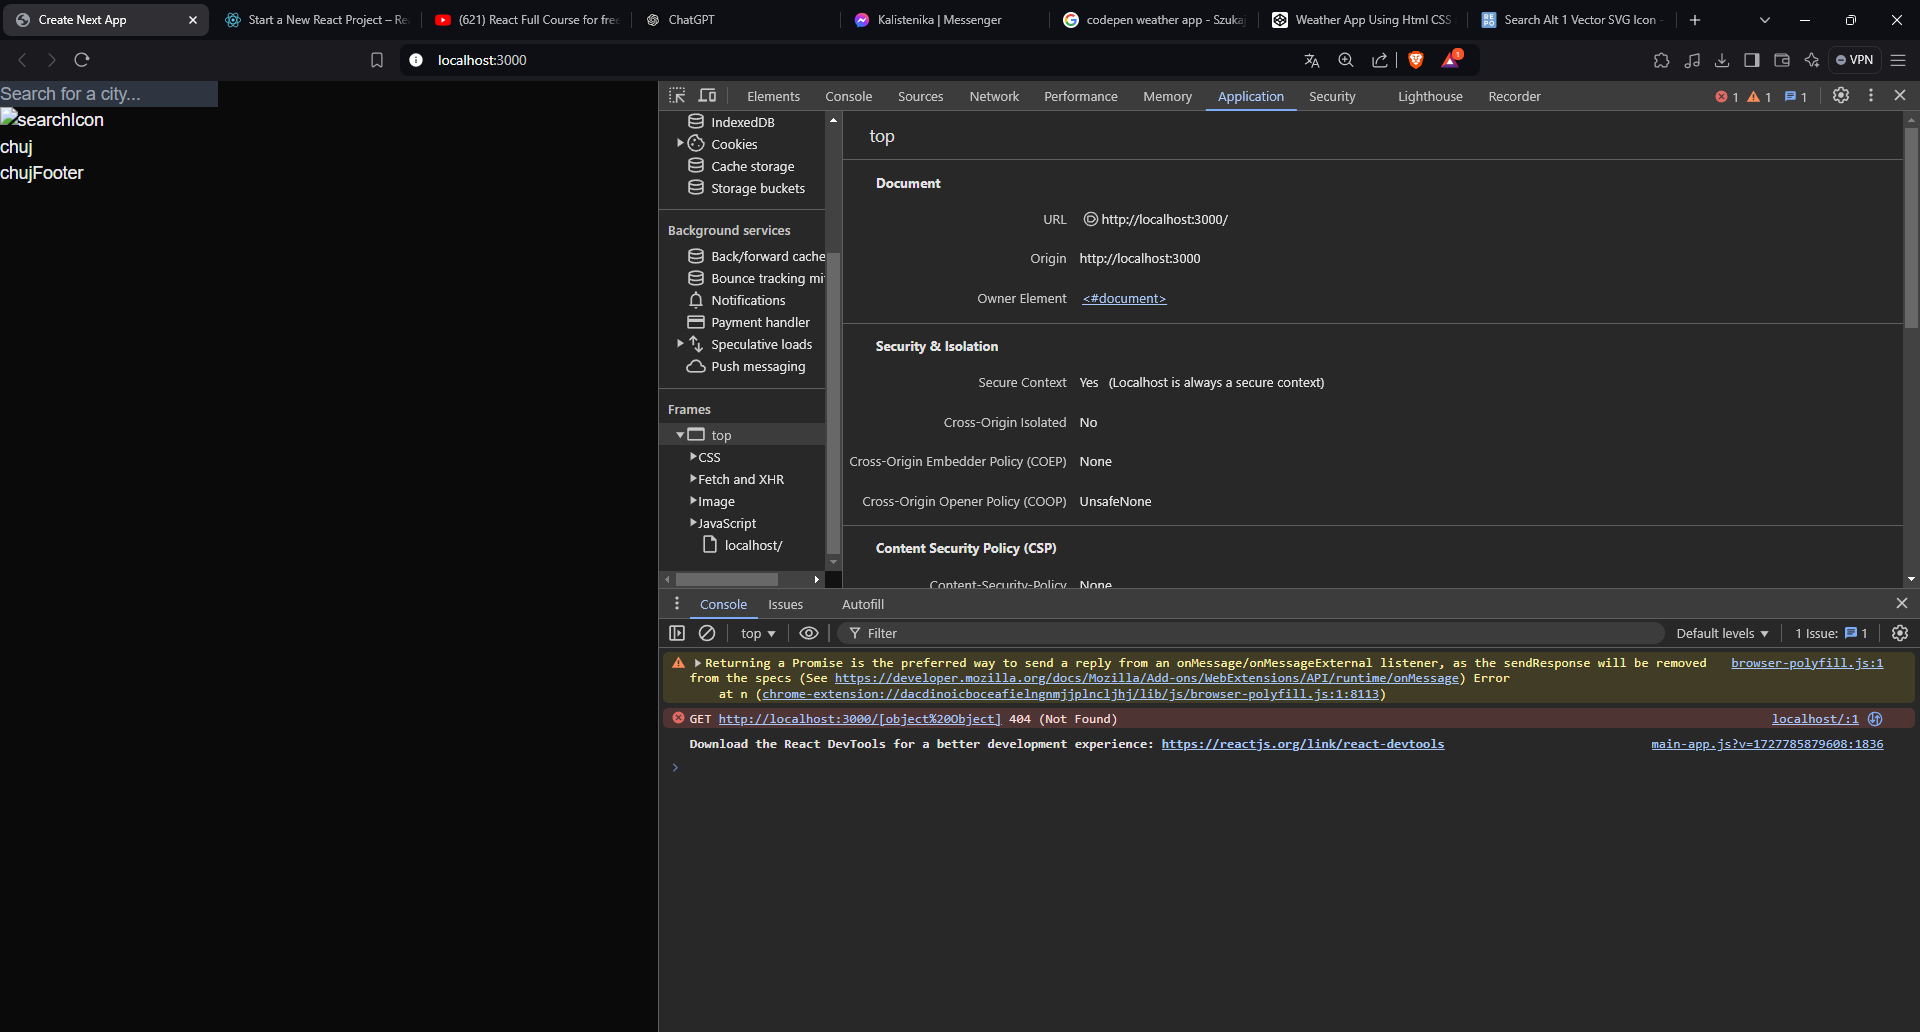 Create Next App
Start a New React Project – Re
(621) React Full Course for free
ChatGPT
Kalistenika | Messenger
codepen weather app - Szukaj
Weather App Using Html CSS
Search Alt 1 Vector SVG Icon -
localhost:3000
1
VPN
Search for a city...
searchIcon
chuj
chujFooter
Elements
Console
Sources
Network
Performance
Memory
Application
Security
Lighthouse
Recorder
1
1
1
IndexedDB
Cookies
Cache storage
Storage buckets
Background services
Back/forward cache
Bounce tracking mi
Notifications
Payment handler
Speculative loads
Push messaging
Frames
top
CSS
Fetch and XHR
Image
JavaScript
localhost/
top
Document
URL http://localhost:3000/
Origin http://localhost:3000
Owner Element <#document>
Security & Isolation
Secure Context Yes (Localhost is always a secure context)
Cross-Origin Isolated No
Cross-Origin Embedder Policy (COEP) None
Cross-Origin Opener Policy (COOP) UnsafeNone
Content Security Policy (CSP)
Content-Security-Policy None
Console
Issues
Autofill
top
Filter
Default levels
1 Issue: 1
Returning a Promise is the preferred way to send a reply from an onMessage/onMessageExternal listener, as the sendResponse will be removed browser-polyfill.js:1
from the specs (See https://developer.mozilla.org/docs/Mozilla/Add-ons/WebExtensions/API/runtime/onMessage) Error
at n (chrome-extension://dacdinoicboceafielngnmjjplncljhj/lib/js/browser-polyfill.js:1:8113)
GET http://localhost:3000/[object%20Object] 404 (Not Found) localhost/:1
Download the React DevTools for a better development experience: https://reactjs.org/link/react-devtools main-app.js?v=1727785879608:1836